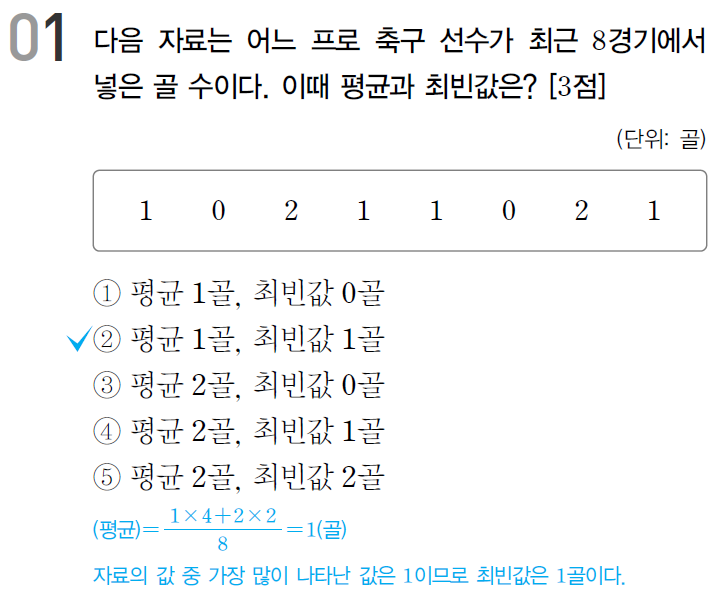 01
다음 자료는 어느 프로 축구 선수가 최근 8경기에서
넣은 골 수이다. 이때 평균과 최빈값은? [3점]
(단위: 골)
1 0 2 1 1 0 2 1
① 평균 1골, 최빈값 0골
② 평균 1골, 최빈값 1골
③ 평균 2골, 최빈값 0골
④ 평균 2골, 최빈값 1골
⑤ 평균 2골, 최빈값 2골
(평균)=(1×4+2×2)/8=1(골)
자료의 값 중 가장 많이 나타난 값은 1이므로 최빈값은 1골이다.